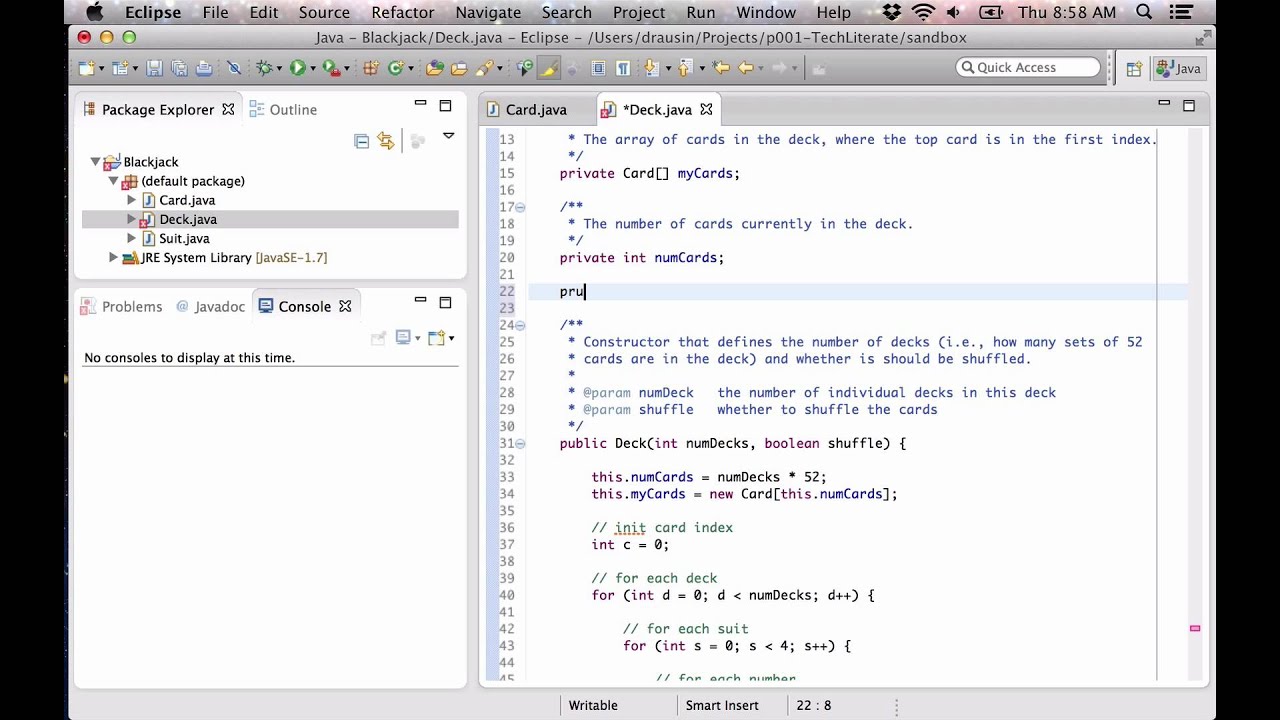 Eclipse File Edit Source Refactor Navigate Search Project Run Window Help Thu 8:58 AM
Java – Blackjack/Deck.java – Eclipse – /Users/drausin/Projects/p001-TechLiterate/sandbox
Quick Access
Java
Package Explorer
Outline
Blackjack
(default package)
Card.java
Deck.java
Suit.java
JRE System Library [JavaSE-1.7]
Problems
@ Javadoc
Console
No consoles to display at this time.
Card.java
*Deck.java
13 * The array of cards in the deck, where the top card is in the first index.
14 */
15 private Card[] myCards;
16
17 /**
18 * The number of cards currently in the deck.
19 */
20 private int numCards;
21
22 pru
23
24 /**
25 * Constructor that defines the number of decks (i.e., how many sets of 52
26 * cards are in the deck) and whether is should be shuffled.
27 *
28 * @param numDeck the number of individual decks in this deck
29 * @param shuffle whether to shuffle the cards
30 */
31 public Deck(int numDecks, boolean shuffle) {
32
33 this.numCards = numDecks * 52;
34 this.myCards = new Card[this.numCards];
35
36 // init card index
37 int c = 0;
38
39 // for each deck
40 for (int d = 0; d < numDecks; d++) {
41
42 // for each suit
43 for (int s = 0; s < 4; s++) {
44
45 // for each number
Writable
Smart Insert
22 : 8